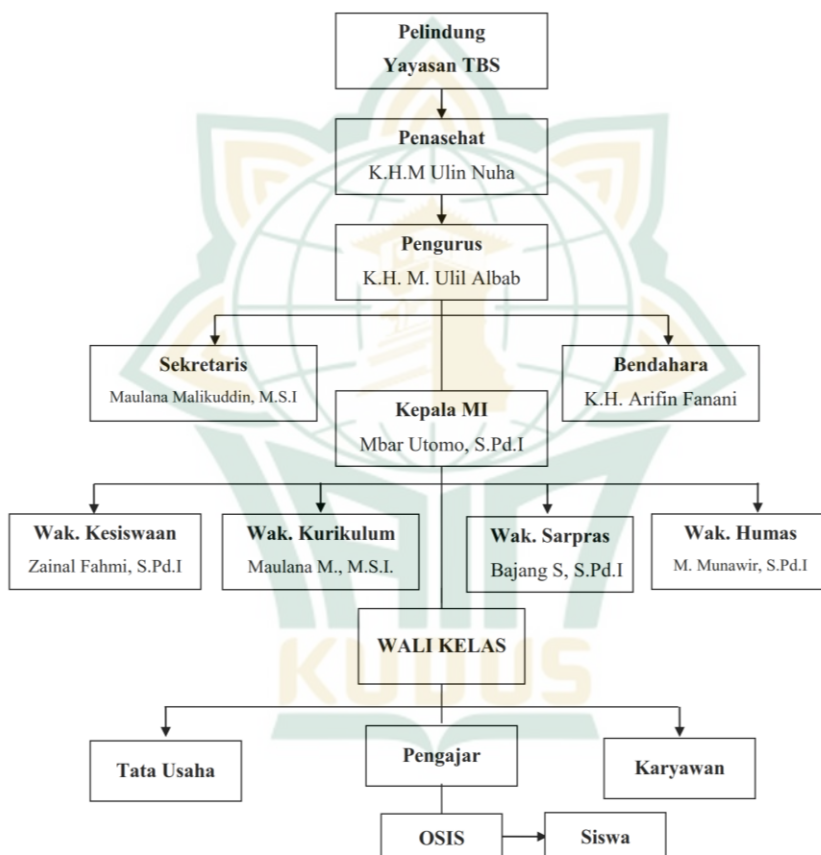 Pelindung
Yayasan TBS
Penasehat
K.H.M Ulin Nuha
Pengurus
K.H. M. Ulil Albab
Sekretaris
Maulana Malikuddin, M.S.I
Bendahara
K.H. Arifin Fanani
Kepala MI
Mbar Utomo, S.Pd.I
Wak. Kesiswaan
Zainal Fahmi, S.Pd.I
Wak. Kurikulum
Maulana M., M.S.I.
Wak. Sarpras
Bajang S, S.Pd.I
Wak. Humas
M. Munawir, S.Pd.I
WALI KELAS
KUDUS
Tata Usaha
Pengajar
Karyawan
OSIS
Siswa